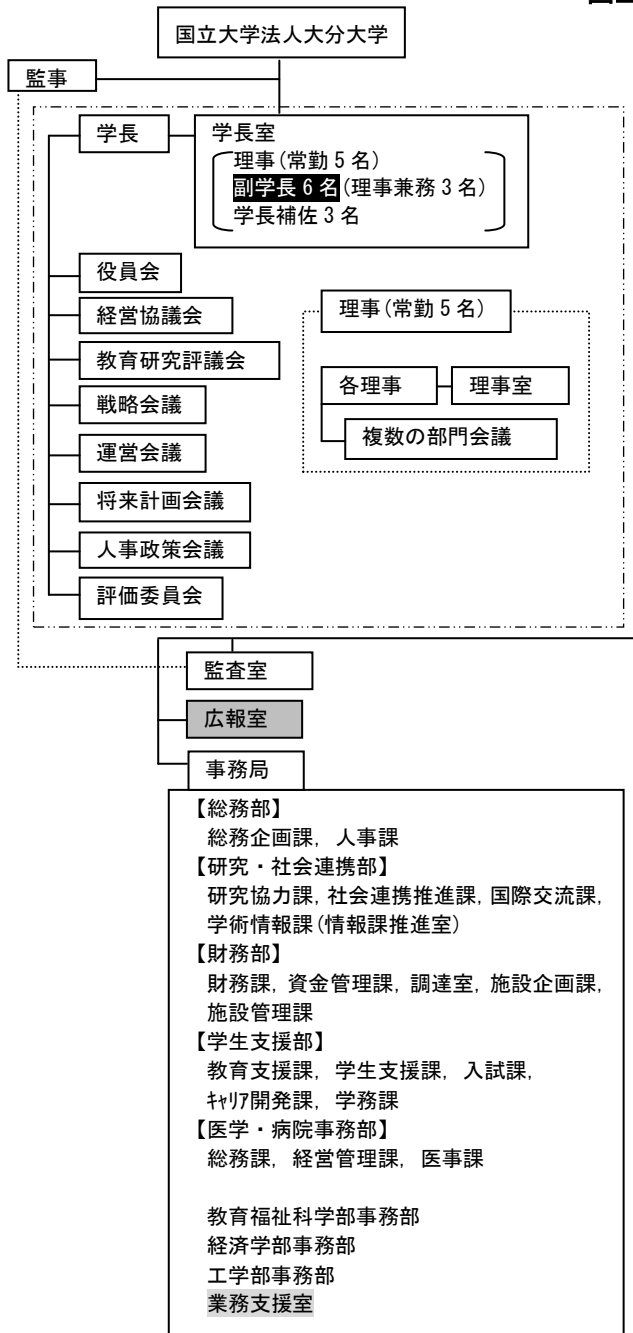 国立大学法人大分大学
監事
学長
学長室
理事(常勤5名)
副学長6名(理事兼務3名)
学長補佐3名
役員会
経営協議会
教育研究評議会
戦略会議
運営会議
将来計画会議
人事政策会議
評価委員会
理事(常勤5名)
各理事
理事室
複数の部門会議
監査室
広報室
事務局
【総務部】
総務企画課, 人事課
【研究・社会連携部】
研究協力課, 社会連携推進課, 国際交流課,
学術情報課(情報課推進室)
【財務部】
財務課, 資金管理課, 調達室, 施設企画課,
施設管理課
【学生支援部】
教育支援課, 学生支援課, 入試課,
ｷｬﾘｱ開発課, 学務課
【医学・病院事務部】
総務課, 経営管理課, 医事課
教育福祉科学部事務部
経済学部事務部
工学部事務部
業務支援室